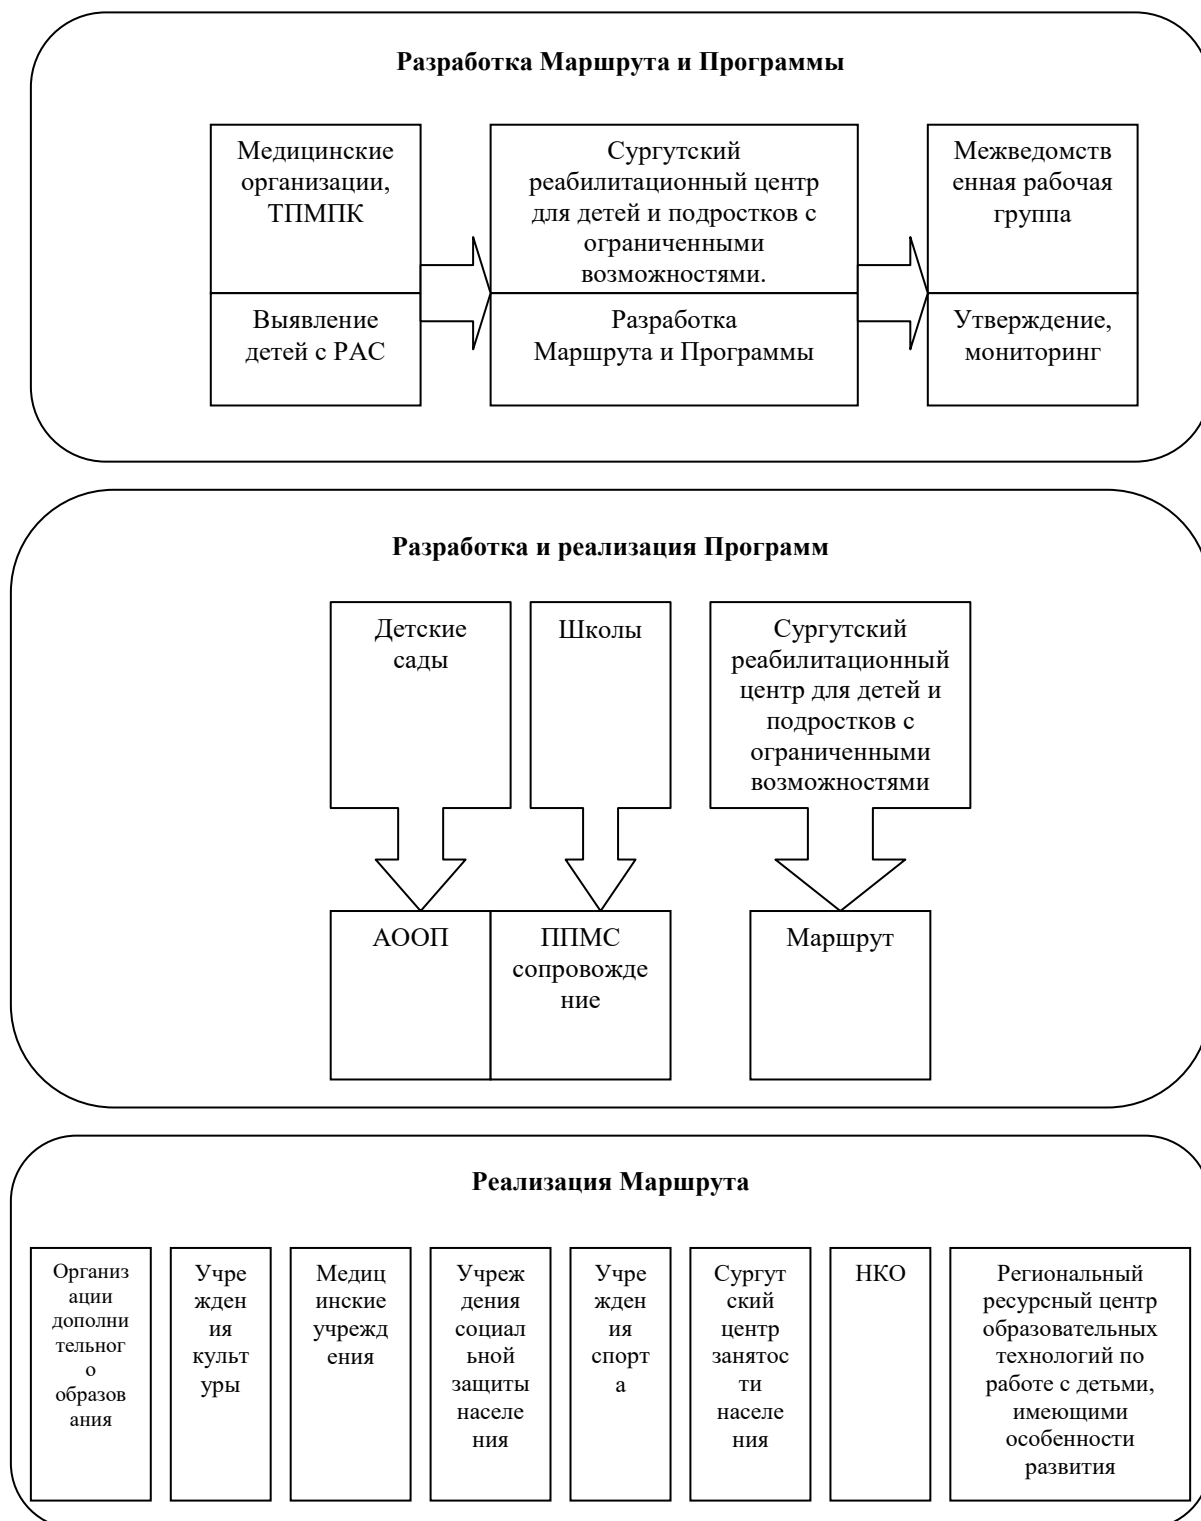 Разработка Маршрута и Программы
Медицинские
организации,
ТПМПК
Выявление
детей с РАС
Сургутский
реабилитационный центр
для детей и подростков с
ограниченными
возможностями.
Разработка
Маршрута и Программы
Межведомств
енная рабочая
группа
Утверждение,
мониторинг
Разработка и реализация Программ
Детские
сады
Школы
Сургутский
реабилитационный
центр для детей и
подростков с
ограниченными
возможностями
АООП
ППМС
сопровожде
ние
Маршрут
Реализация Маршрута
Организ
ации
дополни
тельног
о
образов
ания
Учре
жден
ия
культ
уры
Медиц
инские
учрежд
ения
Учреж
дения
социал
ьной
защиты
населе
ния
Учре
жден
ия
спорт
а
Сургут
ский
центр
занятос
ти
населе
ния
НКО
Региональный
ресурсный центр
образовательных
технологий по
работе с детьми,
имеющими
особенности
развития